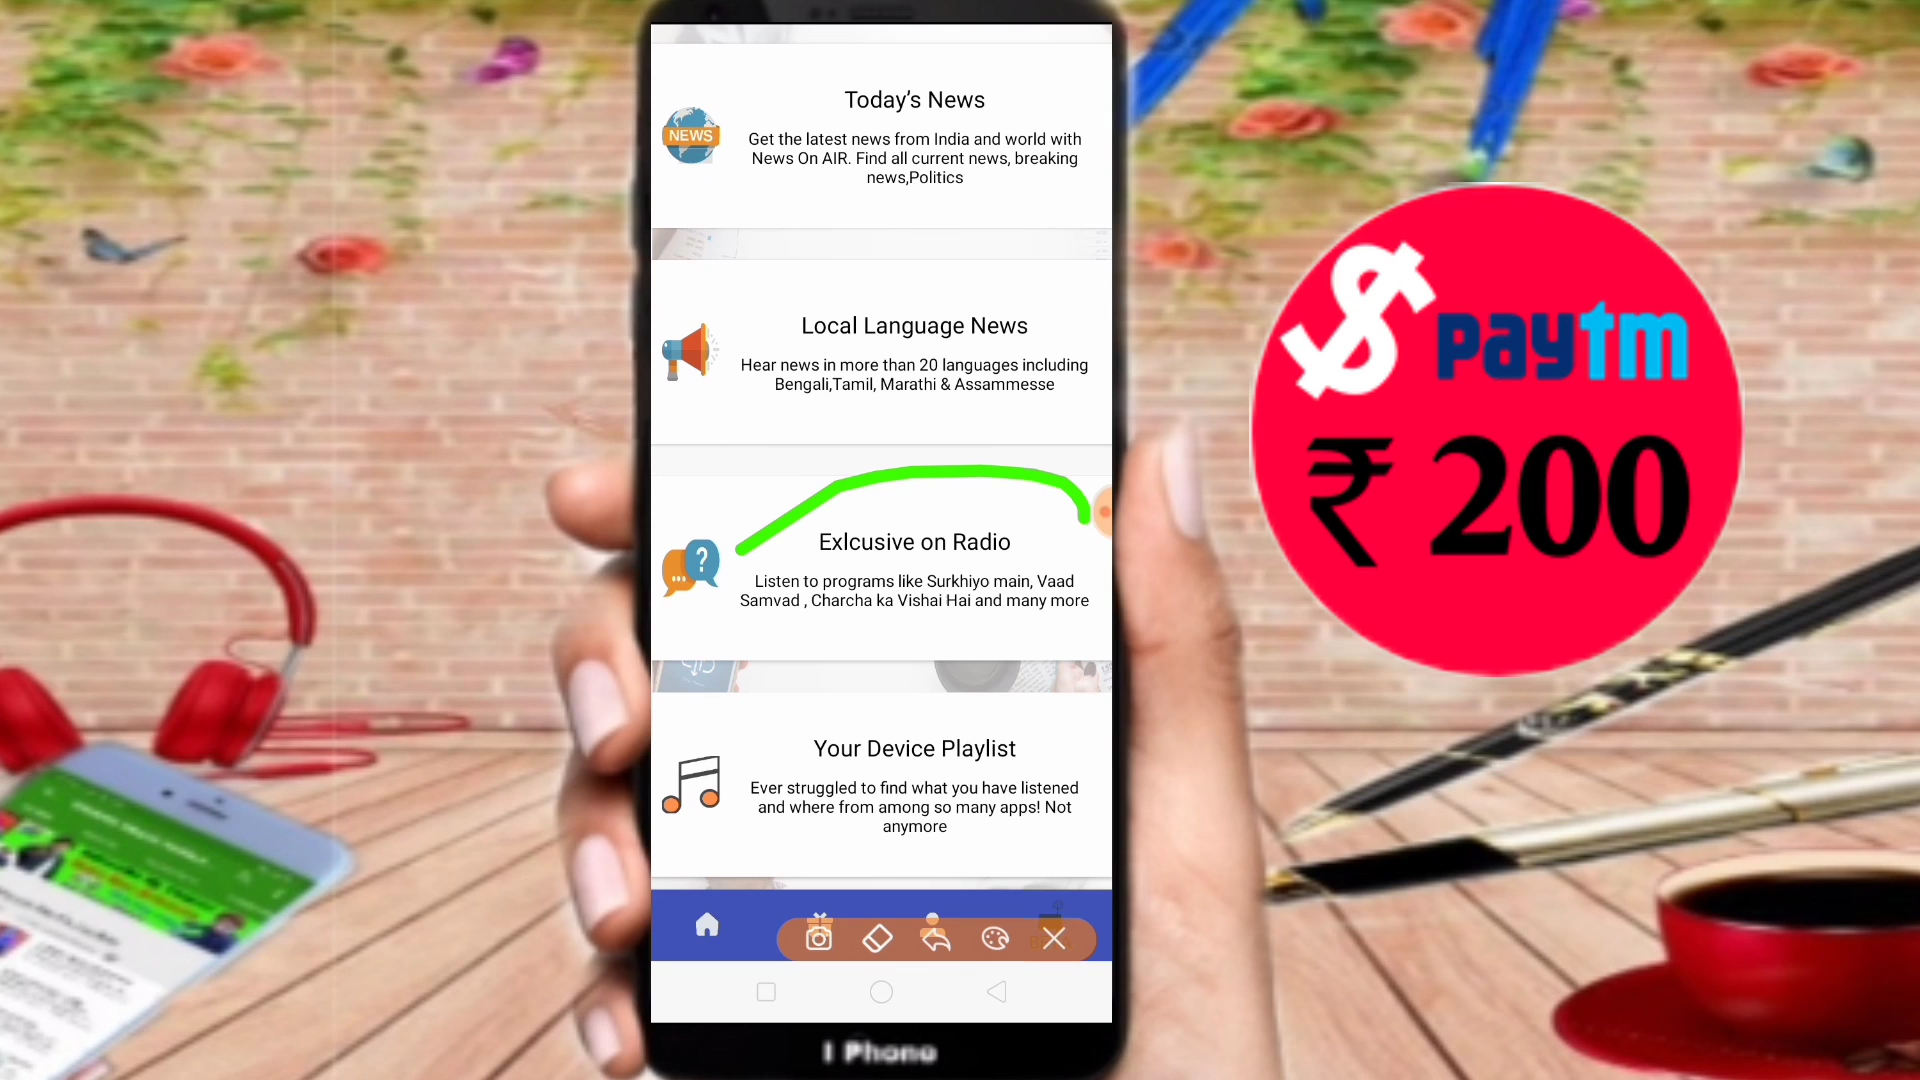 Today’s News
NEWS
Get the latest news from India and world with
News On AIR. Find all current news, breaking
news,Politics
Local Language News
Hear news in more than 20 languages including
Bengali,Tamil, Marathi & Assammesse
Exlcusive on Radio
Listen to programs like Surkhiyo main, Vaad
Samvad , Charcha ka Vishai Hai and many more
Your Device Playlist
Ever struggled to find what you have listened
and where from among so many apps! Not
anymore
I Phone
$ paytm
₹ 200